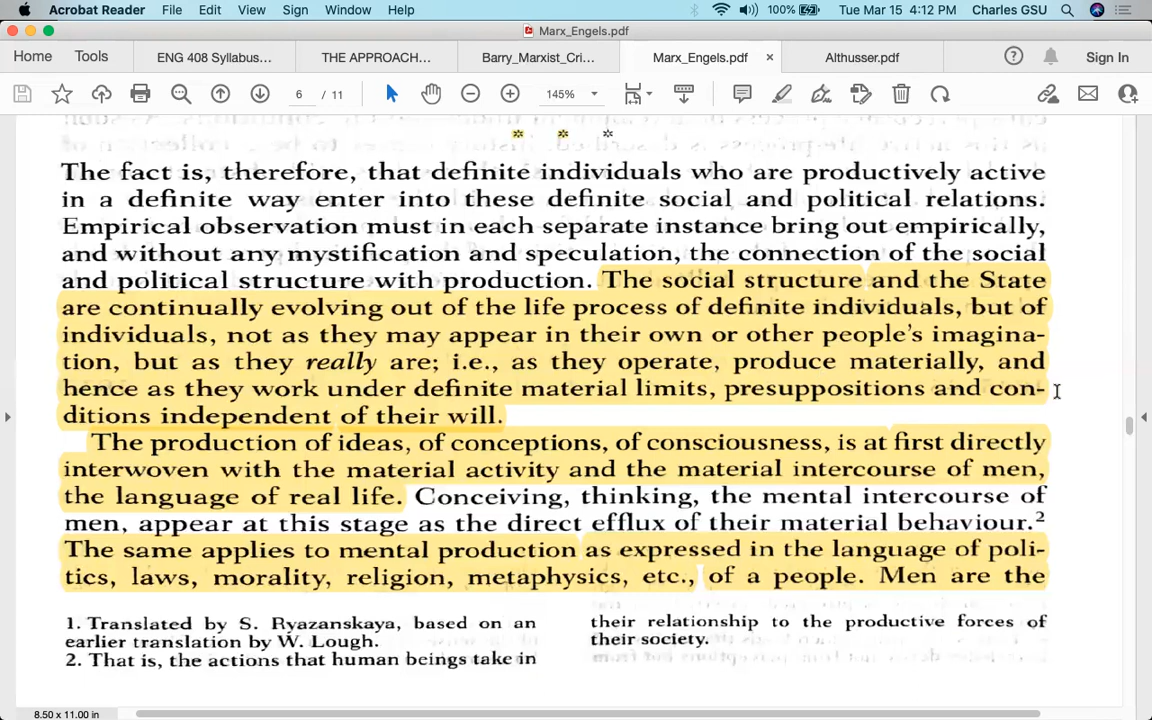 Acrobat Reader File Edit View Sign Window Help 100% Tue Mar 15 4:12 PM Charles GSU
Marx_Engels.pdf
Home Tools ENG 408 Syllabus... THE APPROACH... Barry_Marxist_Cri... Marx_Engels.pdf × Althusser.pdf ? Sign In
6 / 11 145%
* * *
The fact is, therefore, that definite individuals who are productively active
in a definite way enter into these definite social and political relations.
Empirical observation must in each separate instance bring out empirically,
and without any mystification and speculation, the connection of the social
and political structure with production. The social structure and the State
are continually evolving out of the life process of definite individuals, but of
individuals, not as they may appear in their own or other people's imagina-
tion, but as they really are; i.e., as they operate, produce materially, and
hence as they work under definite material limits, presuppositions and con-
ditions independent of their will.
The production of ideas, of conceptions, of consciousness, is at first directly
interwoven with the material activity and the material intercourse of men,
the language of real life. Conceiving, thinking, the mental intercourse of
men, appear at this stage as the direct efflux of their material behaviour.²
The same applies to mental production as expressed in the language of poli-
tics, laws, morality, religion, metaphysics, etc., of a people. Men are the
1. Translated by S. Ryazanskaya, based on an
earlier translation by W. Lough.
2. That is, the actions that human beings take in
their relationship to the productive forces of
their society.
8.50 x 11.00 in